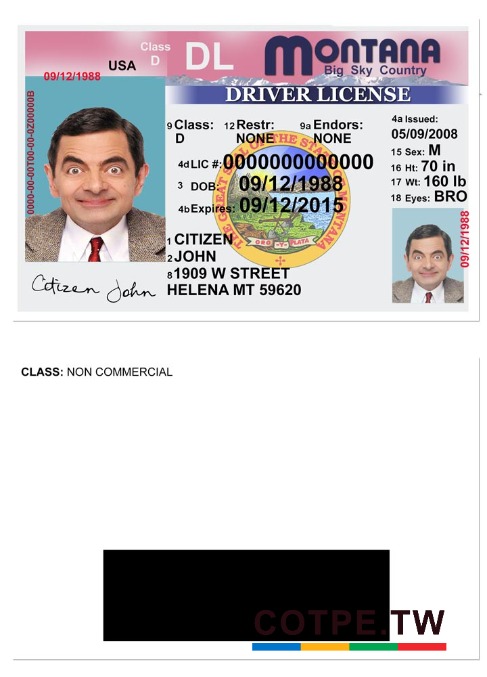 USA
Class
D
DL
MONTANA
Big Sky Country
09/12/1988
DRIVER LICENSE
9 Class: 12 Restr: 9a Endors:
D NONE NONE
4d LIC #: 0000000000000
3 DOB: 09/12/1988
4b Expires: 09/12/2015
4a Issued:
05/09/2008
15 Sex: M
16 Ht: 70 in
17 Wt: 160 lb
18 Eyes: BRO
1 CITIZEN
2 JOHN
8 1909 W STREET
HELENA MT 59620
Citizen John
0000-00-00T00-00-0Z00000B
09/12/1988
THE GREAT SEAL OF THE STATE OF MONTANA
ORO Y PLATA
CLASS: NON COMMERCIAL
COTPE.TW